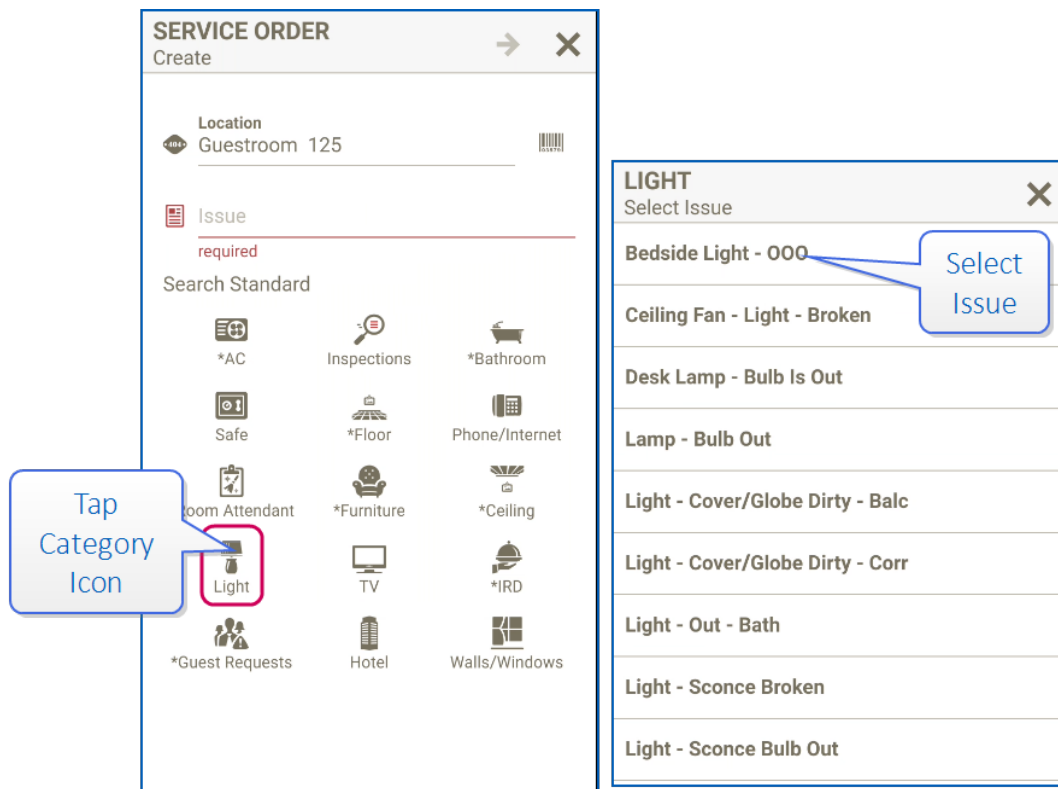 SERVICE ORDER
Create
Location
404
Guestroom 125
Issue
required
Search Standard
*AC
Inspections
*Bathroom
Safe
*Floor
Phone/Internet
Room Attendant
*Furniture
*Ceiling
Light
TV
*IRD
*Guest Requests
Hotel
Walls/Windows
Tap
Category
Icon
LIGHT
Select Issue
Bedside Light - OOO
Ceiling Fan - Light - Broken
Desk Lamp - Bulb Is Out
Lamp - Bulb Out
Light - Cover/Globe Dirty - Balc
Light - Cover/Globe Dirty - Corr
Light - Out - Bath
Light - Sconce Broken
Light - Sconce Bulb Out
Select
Issue